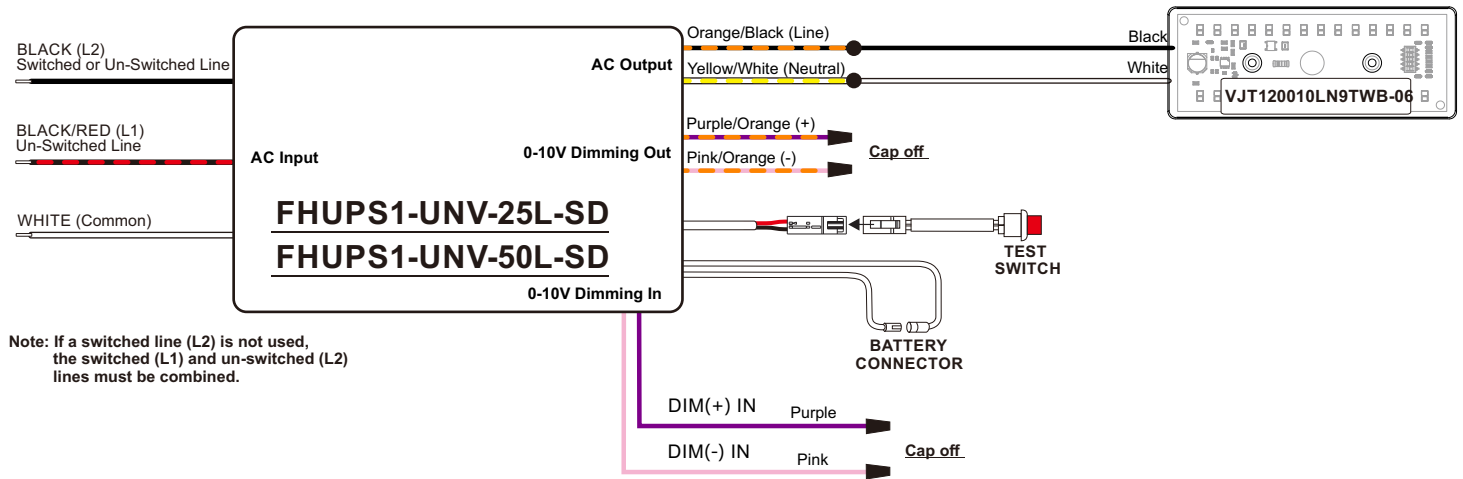 BLACK (L2)
Switched or Un-Switched Line
BLACK/RED (L1)
Un-Switched Line
WHITE (Common)
AC Input
AC Output
0-10V Dimming Out
FHUPS1-UNV-25L-SD
FHUPS1-UNV-50L-SD
0-10V Dimming In
Orange/Black (Line)
Yellow/White (Neutral)
Purple/Orange (+)
Pink/Orange (-)
Cap off
Black
White
VJT120010LN9TWB-06
TEST
SWITCH
BATTERY
CONNECTOR
Note: If a switched line (L2) is not used,
the switched (L1) and un-switched (L2)
lines must be combined.
DIM(+) IN
Purple
DIM(-) IN
Pink
Cap off